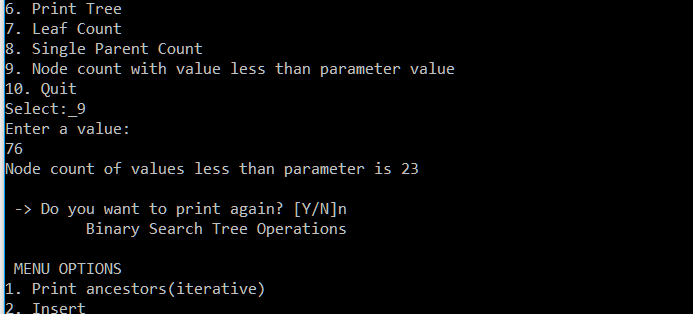 6. Print Tree
7. Leaf Count
8. Single Parent Count
9. Node count with value less than parameter value
10. Quit
Select:_9
Enter a value:
76
Node count of values less than parameter is 23
-> Do you want to print again? [Y/N]n
Binary Search Tree Operations
MENU OPTIONS
1. Print ancestors(iterative)
2. Insert